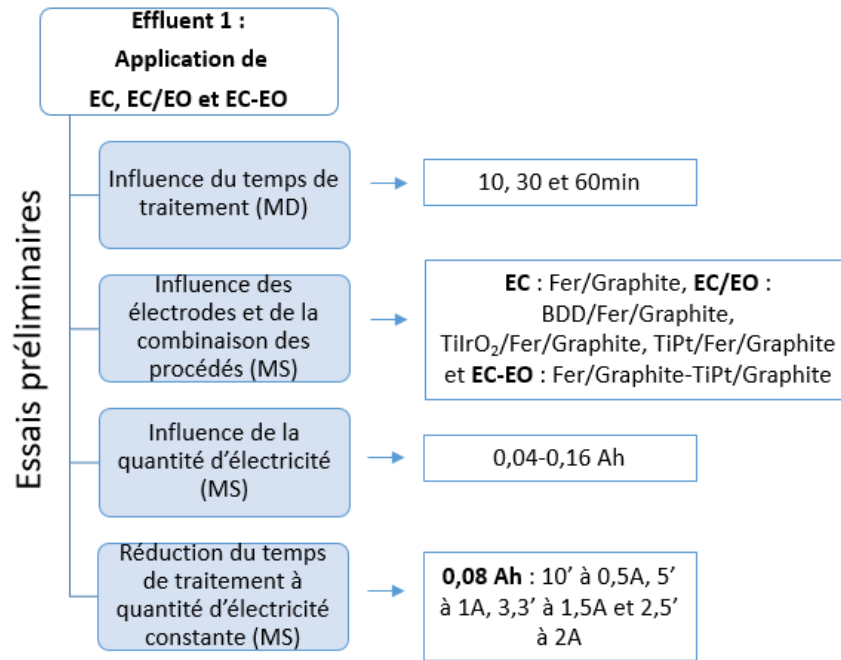 Effluent 1 :
Application de
EC, EC/EO et EC-EO
Essais préliminaires
Influence du temps de
traitement (MD)
10, 30 et 60min
Influence des
électrodes et de la
combinaison des
procédés (MS)
EC : Fer/Graphite, EC/EO :
BDD/Fer/Graphite,
TiIrO₂/Fer/Graphite, TiPt/Fer/Graphite
et EC-EO : Fer/Graphite-TiPt/Graphite
Influence de la
quantité d’électricité
(MS)
0,04-0,16 Ah
Réduction du temps
de traitement à
quantité d’électricité
constante (MS)
0,08 Ah : 10’ à 0,5A, 5’
à 1A, 3,3’ à 1,5A et 2,5’
à 2A